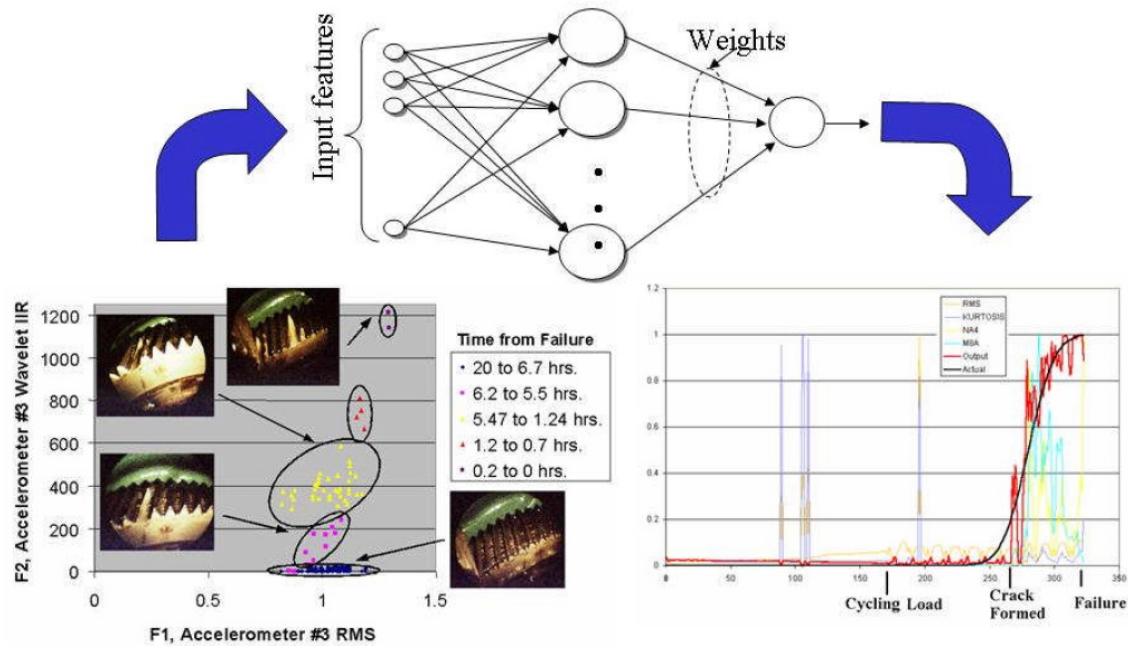 Input features
Weights
F2, Accelerometer #3 Wavelet IIR
1200
1000
800
600
400
200
0
0
0.5
1
1.5
F1, Accelerometer #3 RMS
Time from Failure
20 to 6.7 hrs.
6.2 to 5.5 hrs.
5.47 to 1.24 hrs.
1.2 to 0.7 hrs.
0.2 to 0 hrs.
1.2
1
0.8
0.6
0.4
0.2
0
RMS
KURTOSIS
NA4
M8A
Output
Actual
0
50
100
150
200
250
300
350
Cycling Load
Crack
Formed
Failure